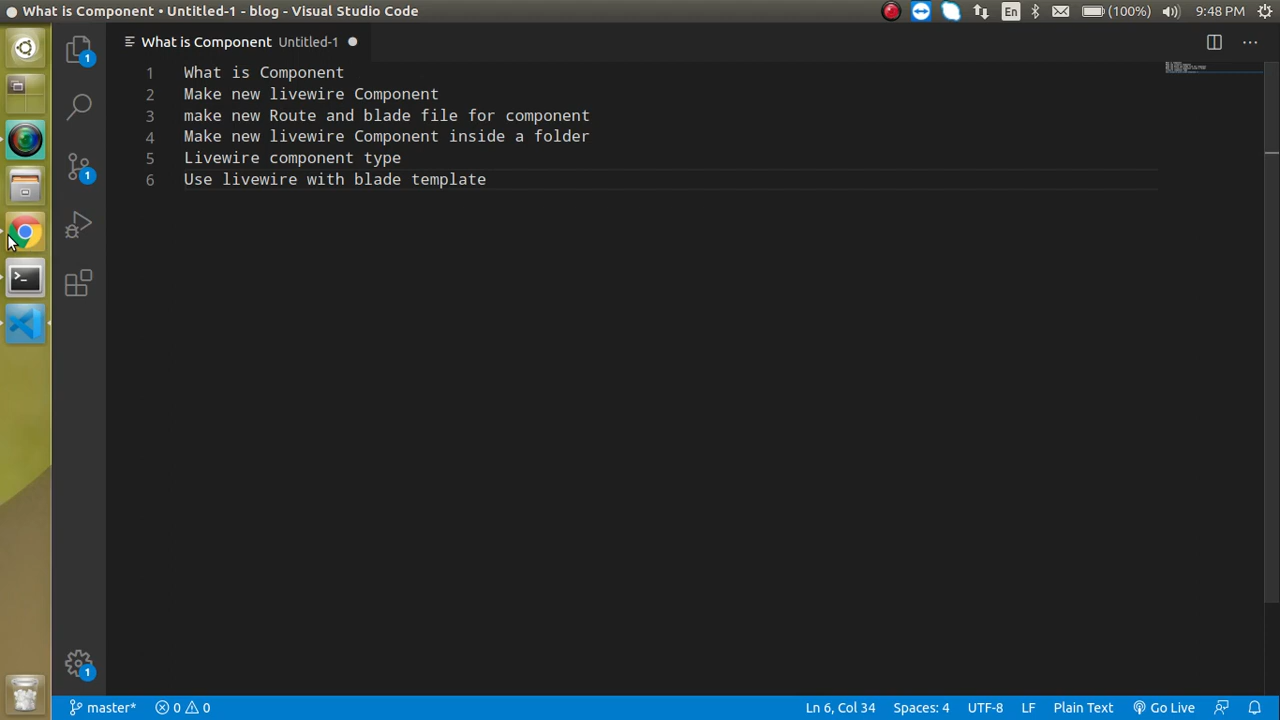 What is Component • Untitled-1 - blog - Visual Studio Code
En
(100%)
9:48 PM
What is Component Untitled-1
1 What is Component
2 Make new livewire Component
3 make new Route and blade file for component
4 Make new livewire Component inside a folder
5 Livewire component type
6 Use livewire with blade template
1
1
1
master* 0 0
Ln 6, Col 34 Spaces: 4 UTF-8 LF Plain Text Go Live